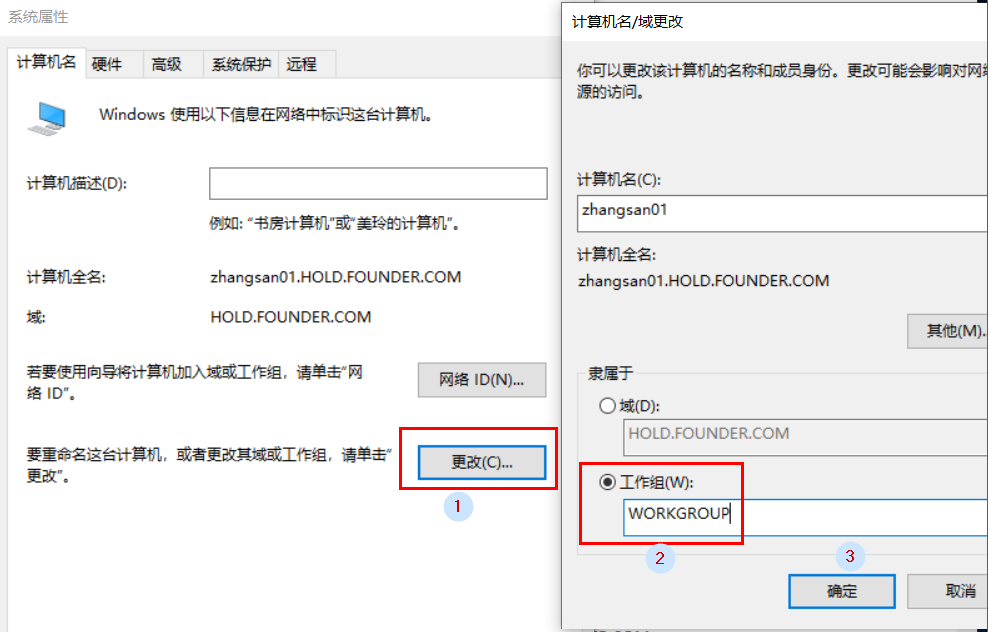 系统属性
计算机名
硬件
高级
系统保护
远程
Windows 使用以下信息在网络中标识这台计算机。
计算机描述(D):
例如: “书房计算机”或“美玲的计算机”。
计算机全名:
zhangsan01.HOLD.FOUNDER.COM
域:
HOLD.FOUNDER.COM
若要使用向导将计算机加入域或工作组，请单击“网
络 ID”。
网络 ID(N)...
要重命名这台计算机，或者更改其域或工作组，请单击“
更改”。
更改(C)...
1
计算机名/域更改
你可以更改该计算机的名称和成员身份。更改可能会影响对网络
源的访问。
计算机名(C):
zhangsan01
计算机全名:
zhangsan01.HOLD.FOUNDER.COM
其他(M)..
隶属于
域(D):
HOLD.FOUNDER.COM
工作组(W):
WORKGROUP
2
3
确定
取消